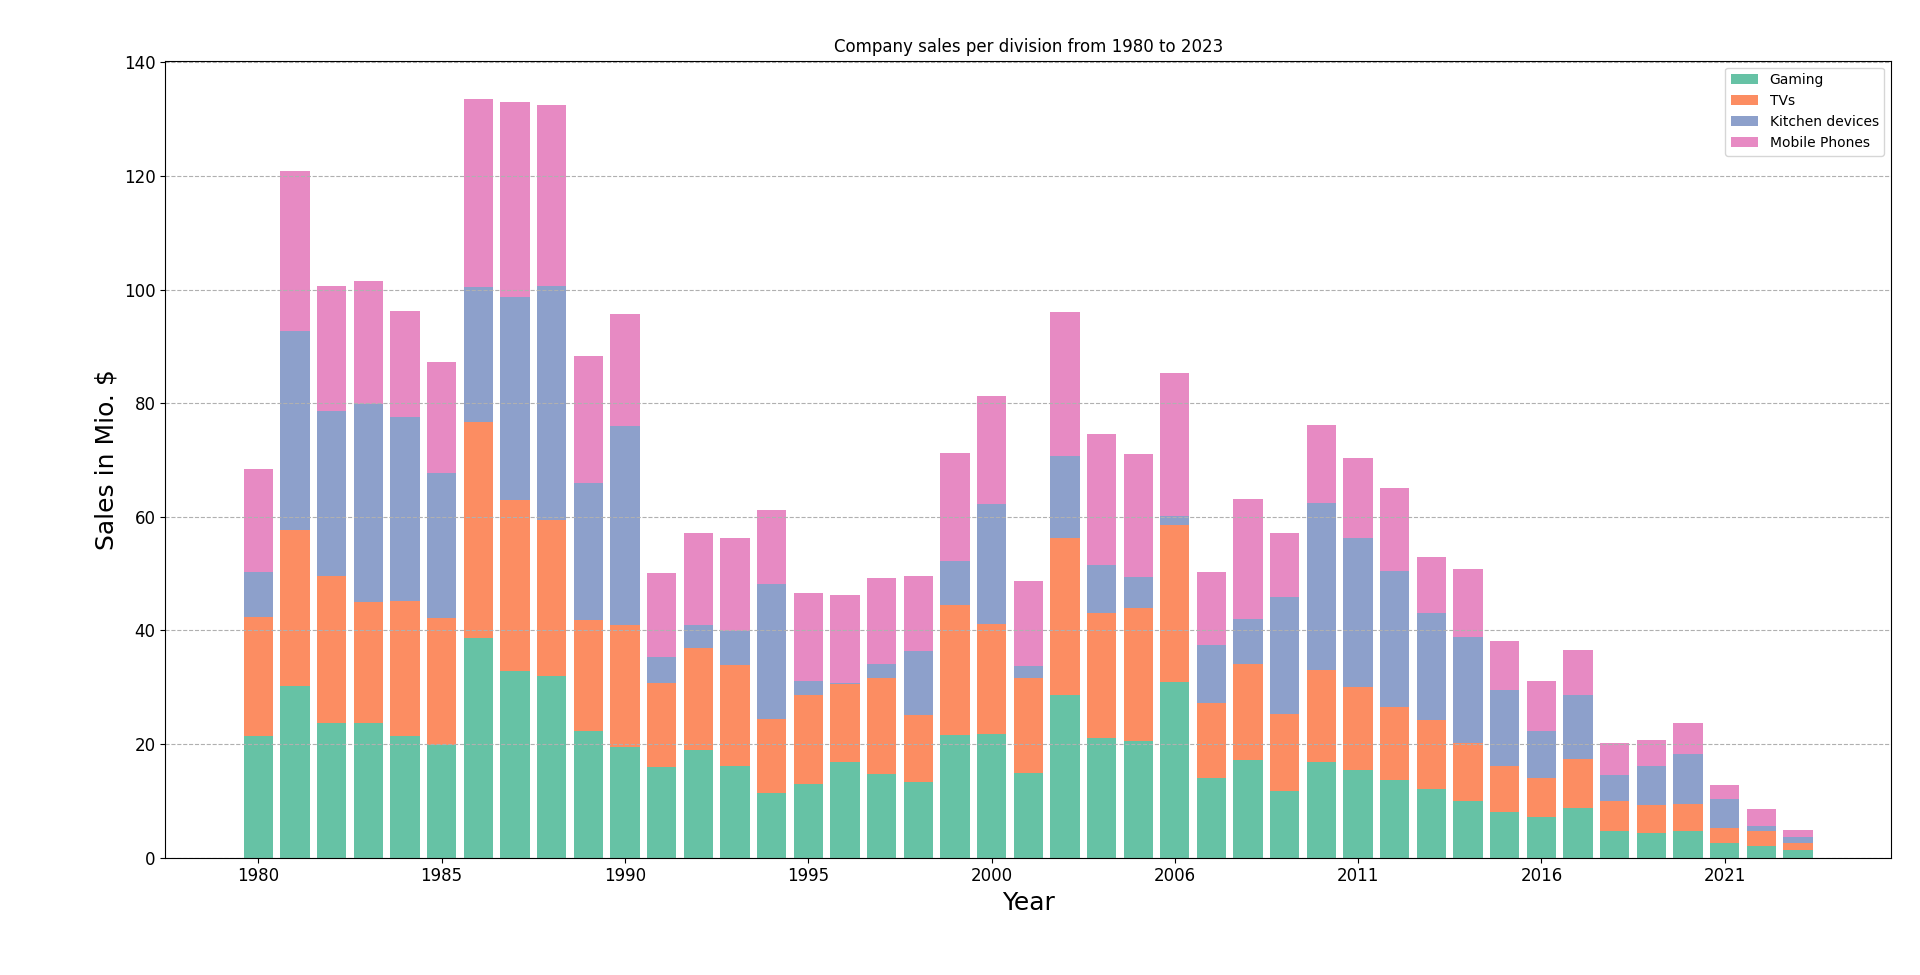 Company sales per division from 1980 to 2023
140
120
100
80
60
40
20
0
Sales in Mio. $
Gaming
TVs
Kitchen devices
Mobile Phones
1980 1985 1990 1995 2000 2006 2011 2016 2021
Year